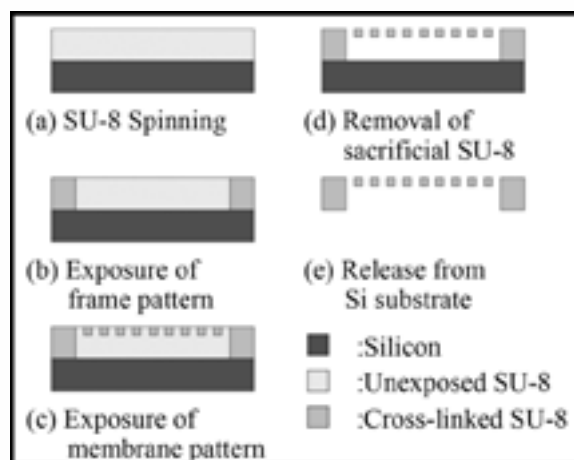 (a) SU-8 Spinning
(b) Exposure of
frame pattern
(c) Exposure of
membrane pattern
(d) Removal of
sacrificial SU-8
(e) Release from
Si substrate
:Silicon
:Unexposed SU-8
:Cross-linked SU-8